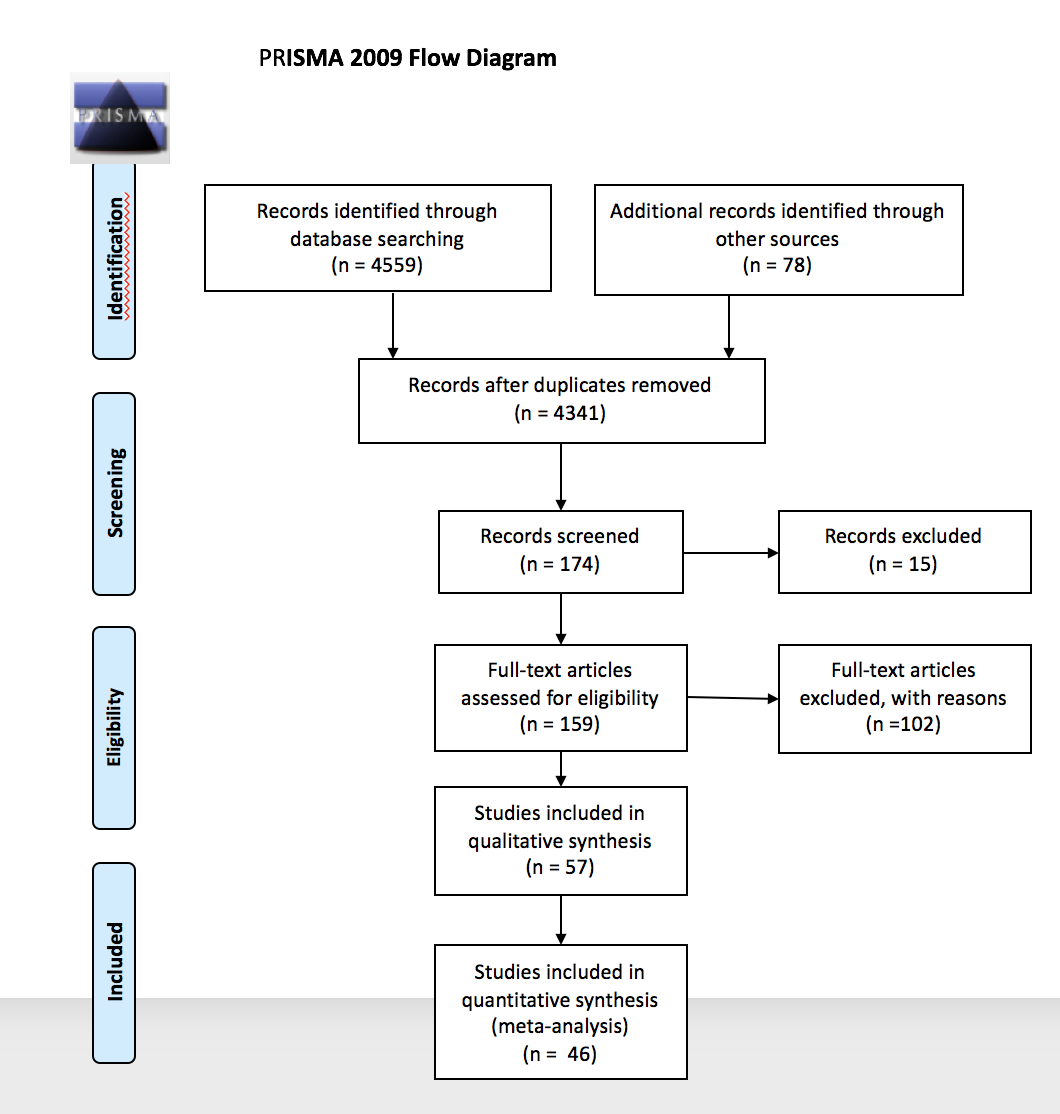 PRISMA 2009 Flow Diagram
PRISMA
Identification
Records identified through
database searching
(n = 4559)
Additional records identified through
other sources
(n = 78)
Records after duplicates removed
(n = 4341)
Screening
Records screened
(n = 174)
Records excluded
(n = 15)
Eligibility
Full-text articles
assessed for eligibility
(n = 159)
Full-text articles
excluded, with reasons
(n =102)
Studies included in
qualitative synthesis
(n = 57)
Included
Studies included in
quantitative synthesis
(meta-analysis)
(n =  46)